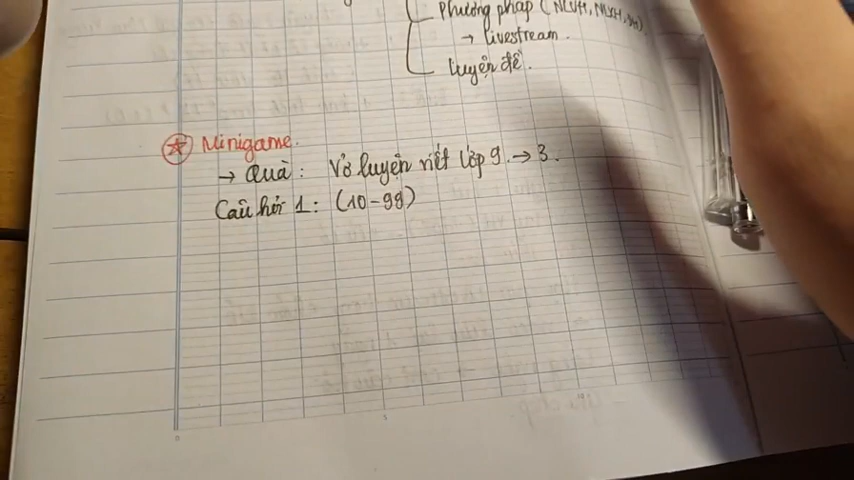 Phương pháp (NLVH, NLXH,
→ livestream.
luyện đề.
Minigame.
→ Quà: Vở luyện viết lớp 9. → 3.
Câu hỏi 1: (10-99)